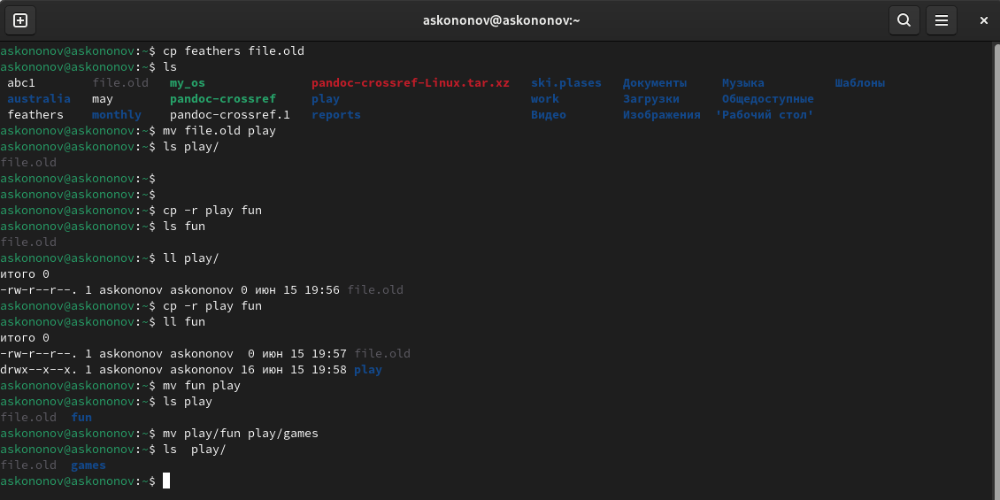 askononov@askononov:~
askononov@askononov:~$ cp feathers file.old
askononov@askononov:~$ ls
abc1 file.old my_os pandoc-crossref-Linux.tar.xz ski.plases Документы Музыка Шаблоны
australia may pandoc-crossref play work Загрузки Общедоступные
feathers monthly pandoc-crossref.1 reports Видео Изображения 'Рабочий стол'
askononov@askononov:~$ mv file.old play
askononov@askononov:~$ ls play/
file.old
askononov@askononov:~$
askononov@askononov:~$
askononov@askononov:~$ cp -r play fun
askononov@askononov:~$ ls fun
file.old
askononov@askononov:~$ ll play/
итого 0
-rw-r--r--. 1 askononov askononov 0 июн 15 19:56 file.old
askononov@askononov:~$ cp -r play fun
askononov@askononov:~$ ll fun
итого 0
-rw-r--r--. 1 askononov askononov  0 июн 15 19:57 file.old
drwx--x--x. 1 askononov askononov 16 июн 15 19:58 play
askononov@askononov:~$ mv fun play
askononov@askononov:~$ ls play
file.old fun
askononov@askononov:~$ mv play/fun play/games
askononov@askononov:~$ ls  play/
file.old games
askononov@askononov:~$